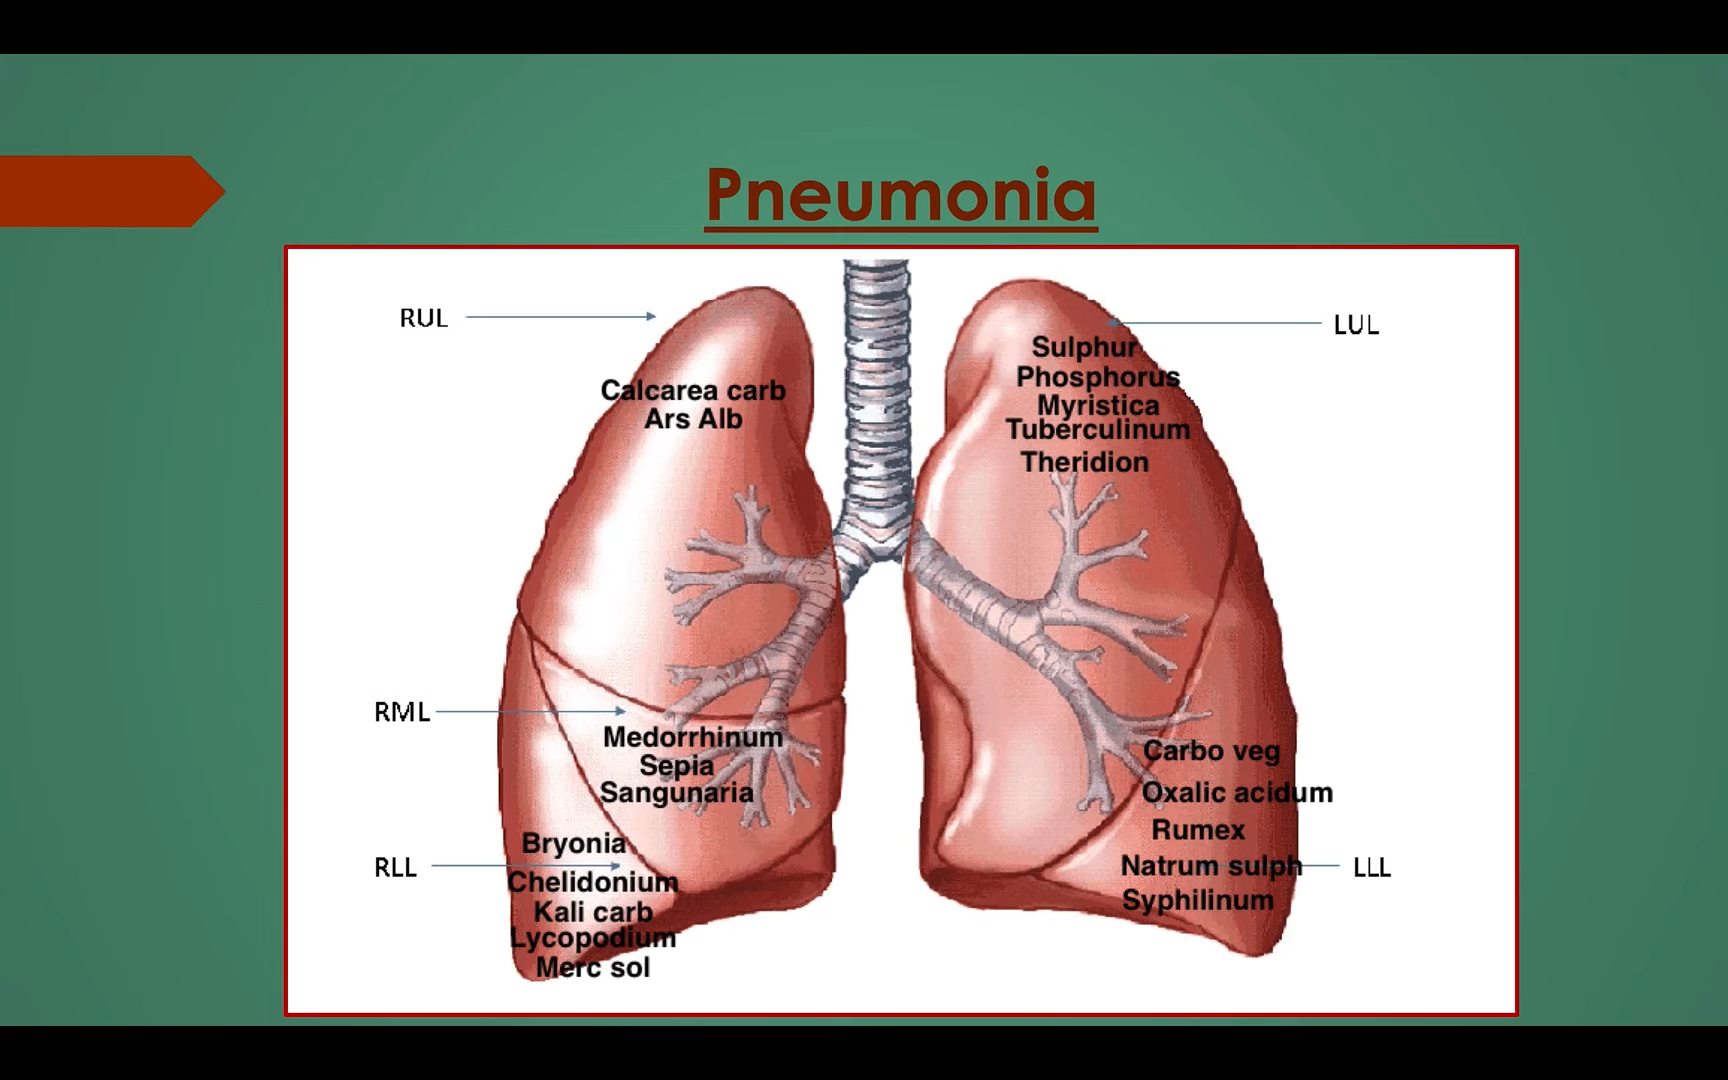 Pneumonia
RUL
LUL
Sulphur
Phosphorus
Myristica
Tuberculinum
Theridion
Calcarea carb
Ars Alb
RML
Medorrhinum
Sepia
Sangunaria
Carbo veg
Oxalic acidum
Rumex
Natrum sulph
Syphilinum
LLL
RLL
Bryonia
Chelidonium
Kali carb
Lycopodium
Merc sol